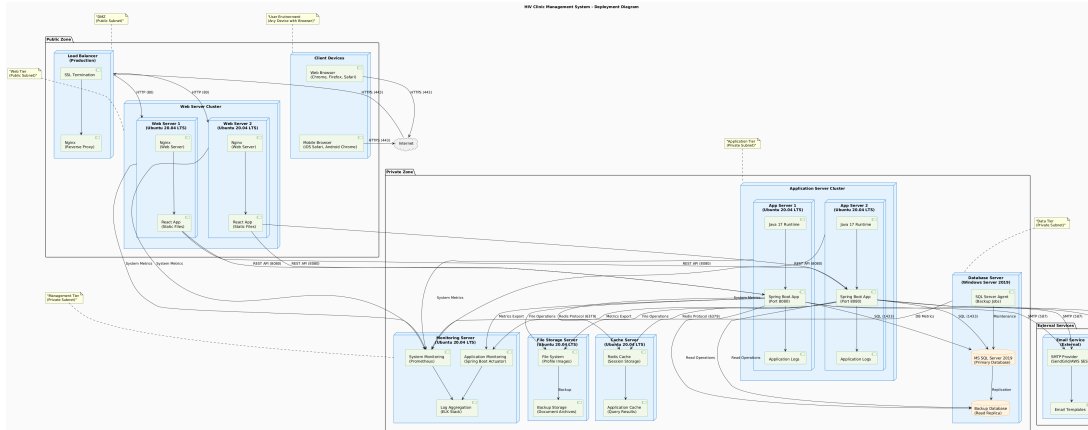 HIV Clinic Management System - Deployment Diagram
"DMZ
(Public Subnet)"
"User Environment
(Any Device with Browser)"
Public Zone
Load Balancer
(Production)
SSL Termination
Nginx
(Reverse Proxy)
"Web Tier
(Public Subnet)"
Client Devices
Web Browser
(Chrome, Firefox, Safari)
Mobile Browser
(iOS Safari, Android Chrome)
HTTP (80)
HTTP (80)
HTTPS (443)
HTTPS (443)
HTTPS (443)
Internet
Web Server Cluster
Web Server 1
(Ubuntu 20.04 LTS)
Nginx
(Web Server)
React App
(Static Files)
Web Server 2
(Ubuntu 20.04 LTS)
Nginx
(Web Server)
React App
(Static Files)
"Application Tier
(Private Subnet)"
Private Zone
Application Server Cluster
App Server 1
(Ubuntu 20.04 LTS)
Java 17 Runtime
Spring Boot App
(Port 8080)
Application Logs
App Server 2
(Ubuntu 20.04 LTS)
Java 17 Runtime
Spring Boot App
(Port 8080)
Application Logs
"Data Tier
(Private Subnet)"
Database Server
(Windows Server 2019)
SQL Server Agent
(Backup Jobs)
MS SQL Server 2019
(Primary Database)
Replication
Backup Database
(Read Replica)
System Metrics
System Metrics
REST API (8080)
REST API (8080)
REST API (8080)
System Metrics
System Metrics
Metrics Export
File Operations
Redis Protocol (6379)
Metrics Export
File Operations
Redis Protocol (6379)
SQL (1433)
DB Metrics
SQL (1433)
Maintenance
SMTP (587)
SMTP (587)
Read Operations
Read Operations
"Management Tier
(Private Subnet)"
Monitoring Server
(Ubuntu 20.04 LTS)
System Monitoring
(Prometheus)
Application Monitoring
(Spring Boot Actuator)
Log Aggregation
(ELK Stack)
File Storage Server
(Ubuntu 20.04 LTS)
File System
(Profile Images)
Backup
Backup Storage
(Document Archives)
Cache Server
(Ubuntu 20.04 LTS)
Redis Cache
(Session Storage)
Application Cache
(Query Results)
External Services
Email Service
(External)
SMTP Provider
(SendGrid/AWS SES)
Email Templates